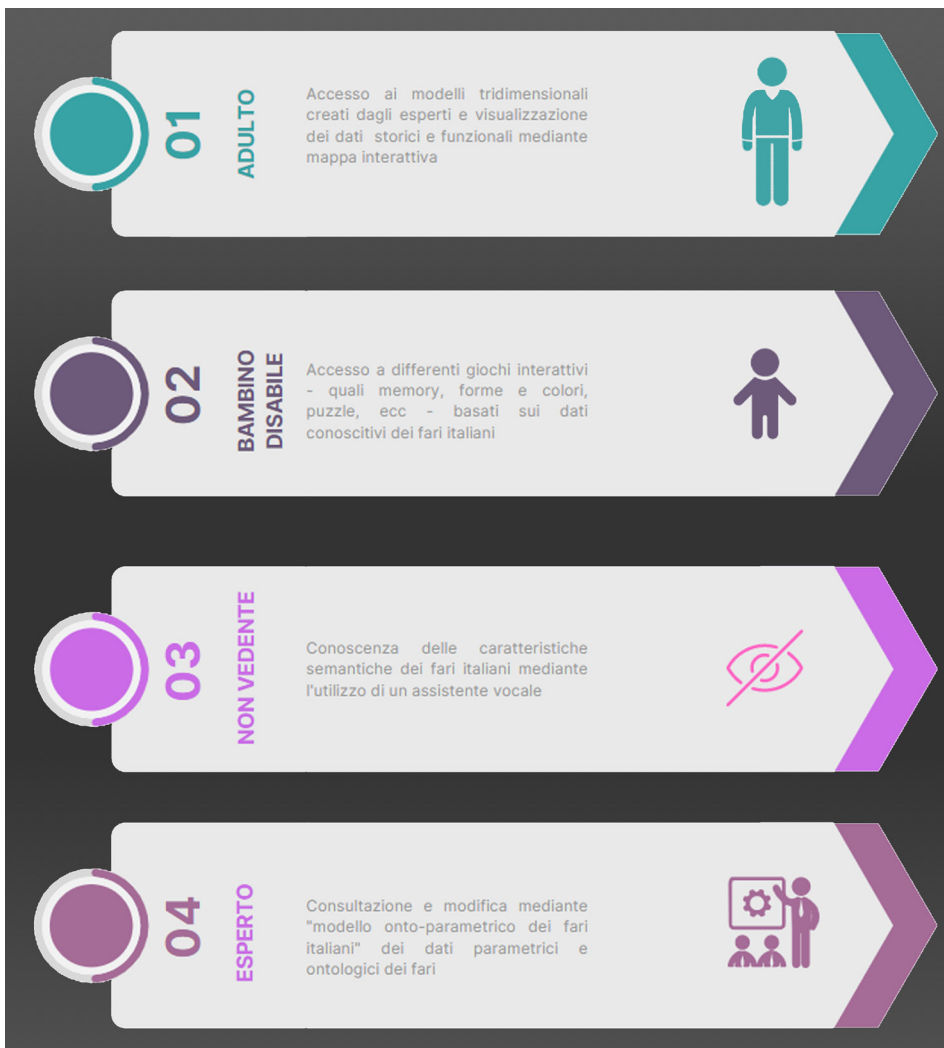 01
ADULTO
Accesso ai modelli tridimensionali
creati dagli esperti e visualizzazione
dei dati storici e funzionali mediante
mappa interattiva
02
BAMBINO
DISABILE
Accesso a differenti giochi interattivi
- quali memory, forme e colori,
puzzle, ecc - basati sui dati
conoscitivi dei fari italiani
03
NON VEDENTE
Conoscenza delle caratteristiche
semantiche dei fari italiani mediante
l'utilizzo di un assistente vocale
04
ESPERTO
Consultazione e modifica mediante
"modello onto-parametrico dei fari
italiani" dei dati parametrici e
ontologici dei fari